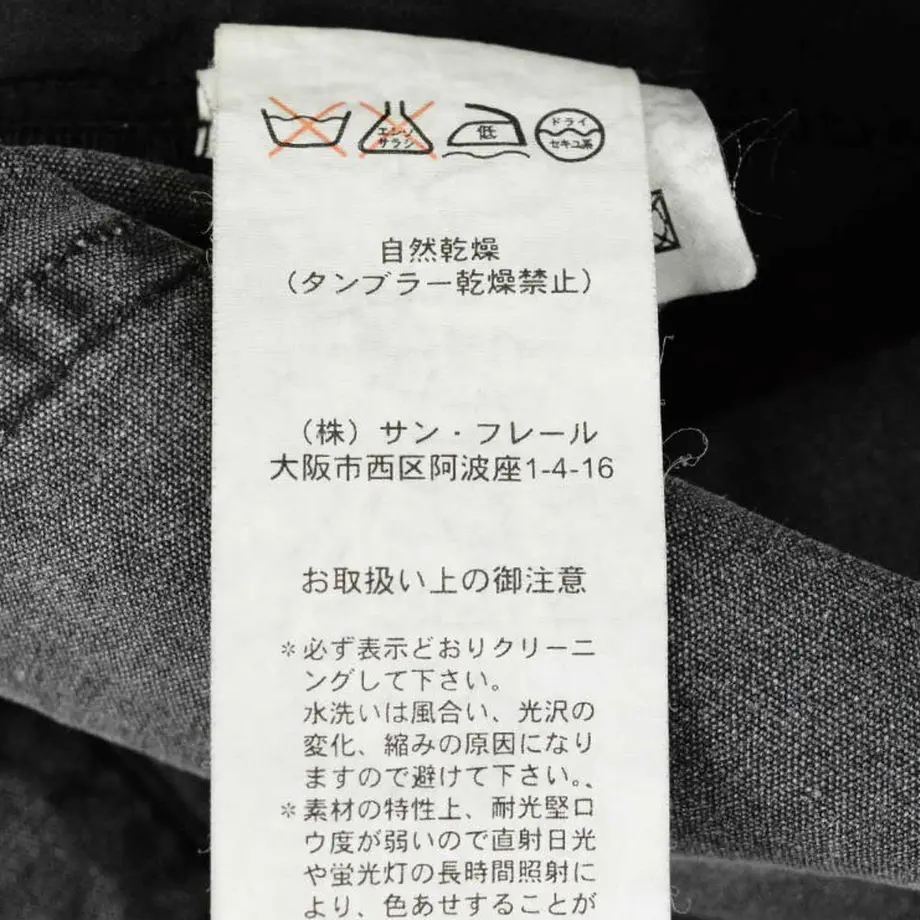 エンソ
サラシ
低
ドライ
セキユ系
自然乾燥
（タンブラー乾燥禁止）
（株）サン・フレール
大阪市西区阿波座1-4-16
お取扱い上の御注意
＊必ず表示どおりクリーニ
ングして下さい。
水洗いは風合い、光沢の
変化、縮みの原因になり
ますので避けて下さい。
＊素材の特性上、耐光堅ロ
ウ度が弱いので直射日光
や蛍光灯の長時間照射に
より、色あせすることが